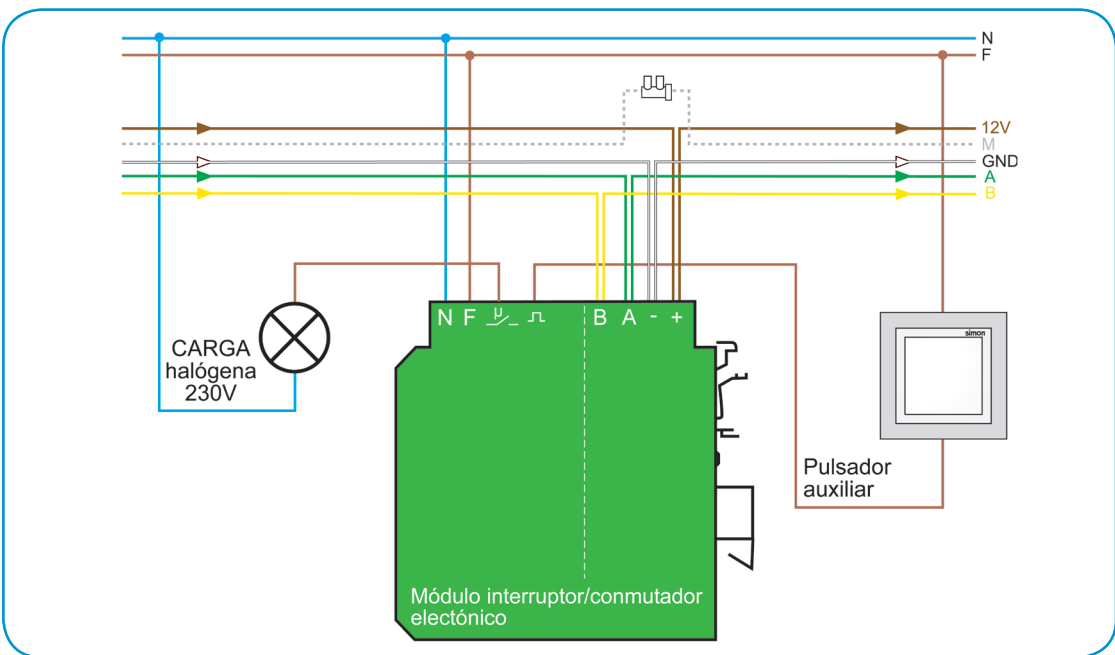 N
F
12V
M
GND
A
B
N F μ B A - +
simon
CARGA
halógena
230V
Pulsador
auxiliar
Módulo interruptor/conmutador
electónico